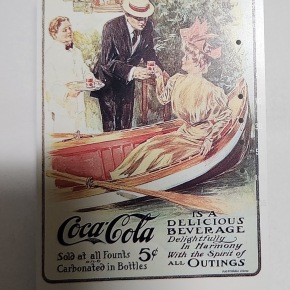 Coca-Cola
Sold at all Founts 5¢
AND
Carbonated in Bottles
IS A
DELICIOUS
BEVERAGE
Delightfully
In Harmony
With the Spirit of
ALL OUTINGS